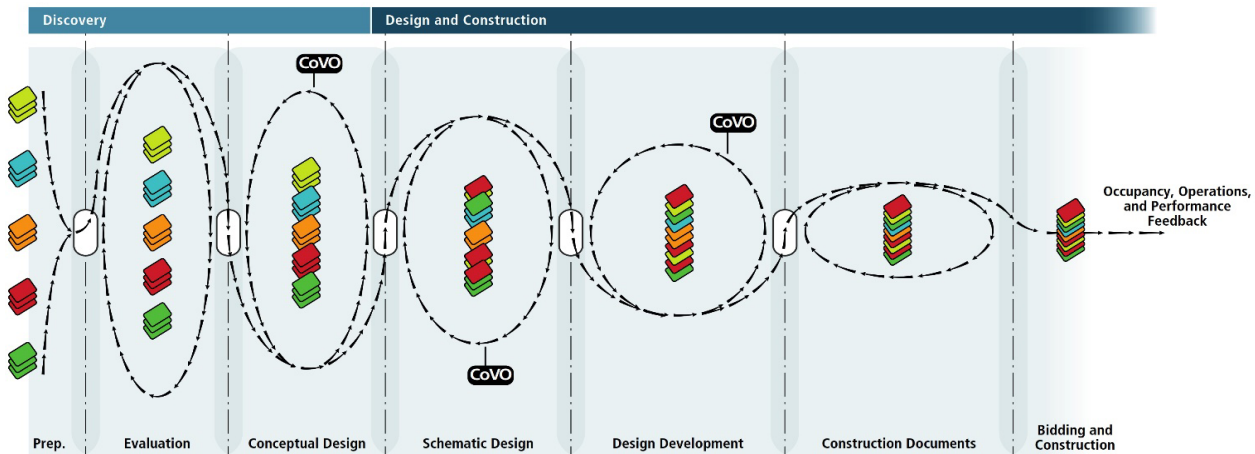 Discovery
Design and Construction
CoVO
CoVO
CoVO
Occupancy, Operations,
and Performance
Feedback
Prep.
Evaluation
Conceptual Design
Schematic Design
Design Development
Construction Documents
Bidding and
Construction